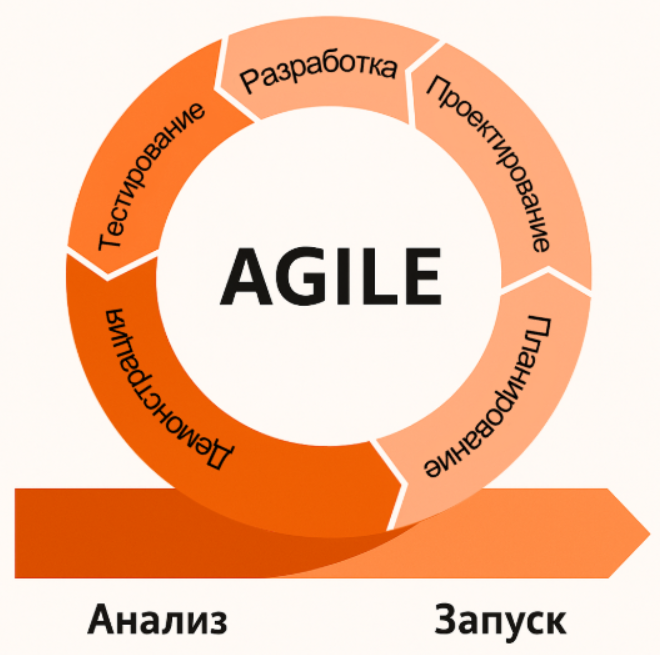 Разработка
Проектирование
Планирование
Демонстрация
Тестирование
AGILE
Анализ
Запуск